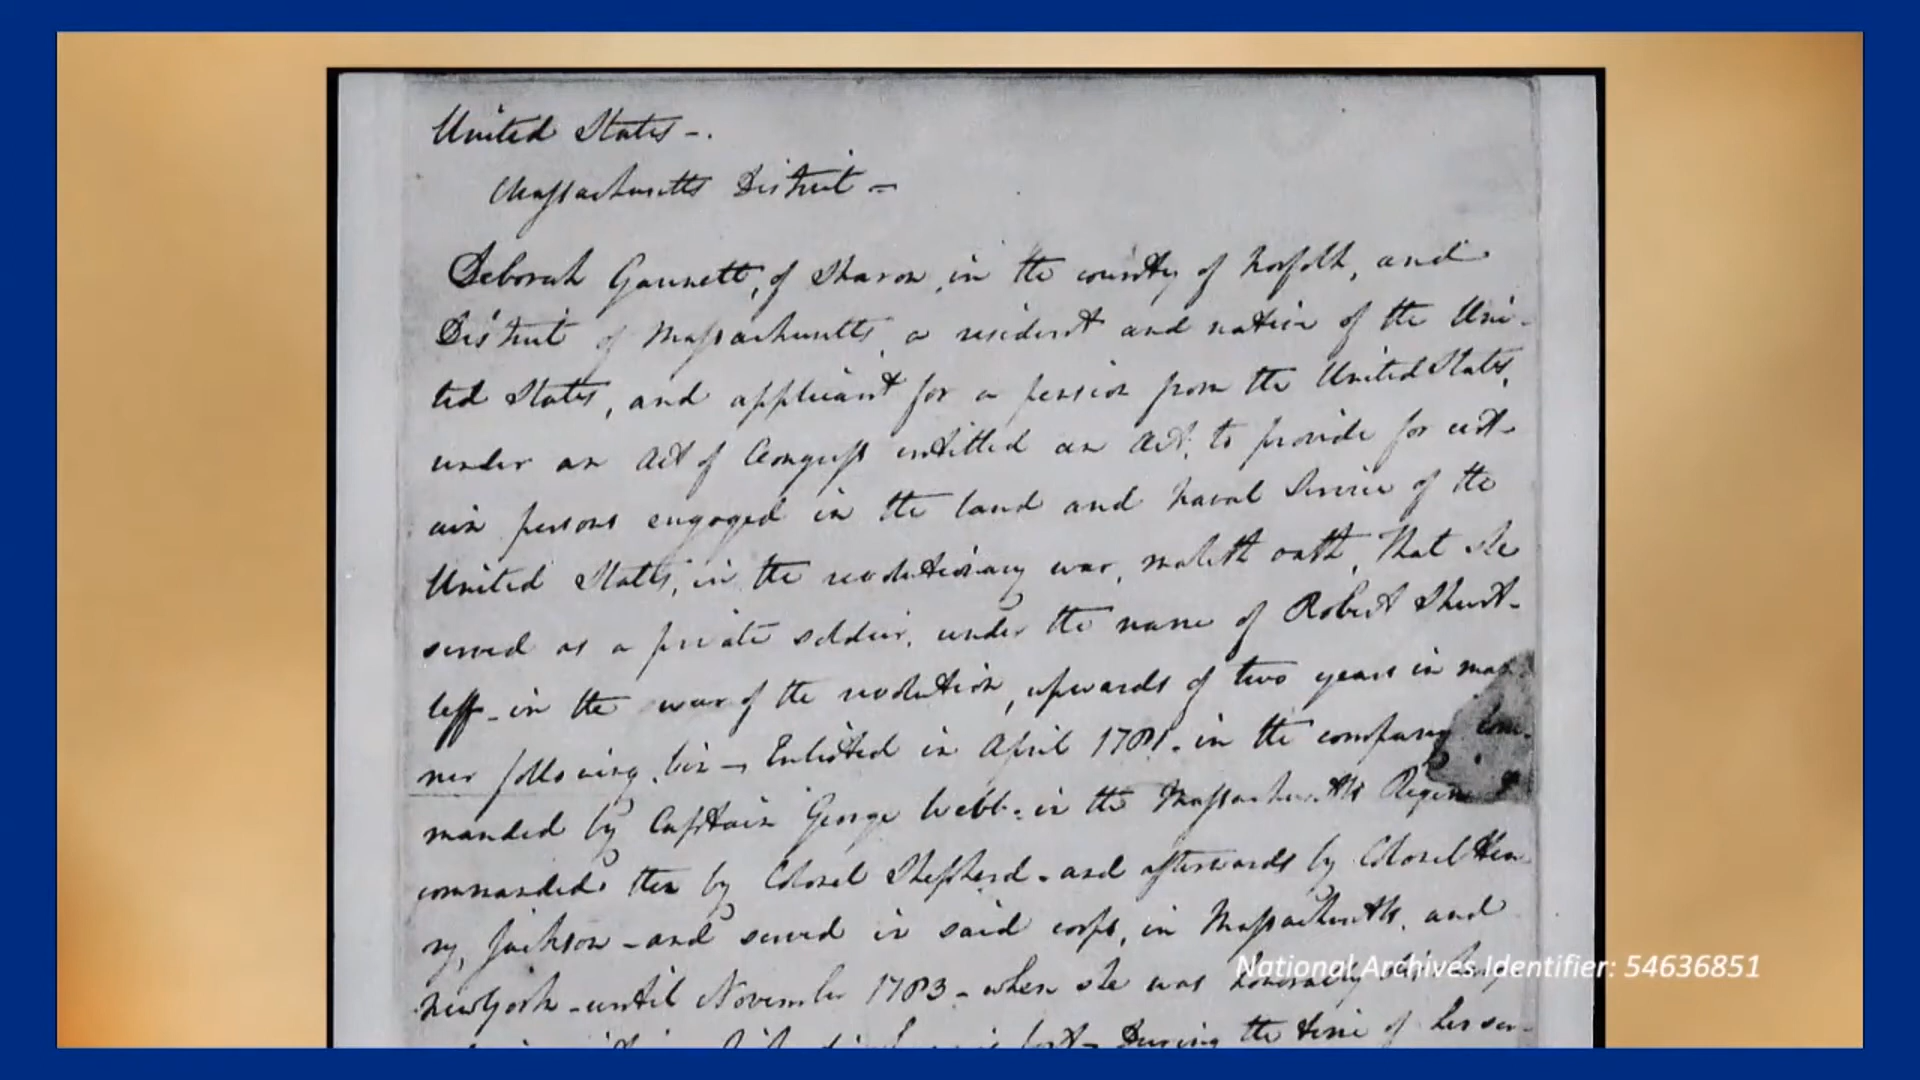 United States -.
Massachusetts District -
Deborah Gannett, of Sharon, in the county of Norfolk, and
District of Massachusetts, a resident and native of the Uni-
ted States, and applicant for a pension from the United States,
under an Act of Congress entitled an Act, to provide for cert-
ain persons engaged in the land and naval Service of the
United States, in the revolutionary war, maketh oath, That she
served as a private soldier, under the name of Robert Shurt-
leff - in the war of the revolution, upwards of two years in man
ner following, viz - Enlisted in April 1781 - in the company com-
manded by Captain George Webb - in the Massachusetts Regim
commanded then by Colonel Shepherd - and afterwards by Colonel Hen
ry, Jackson - and served in said corps, in Massachusetts, and
New York - until November 1783 - when she was honorably
During the time of her ser-
National Archives Identifier: 54636851